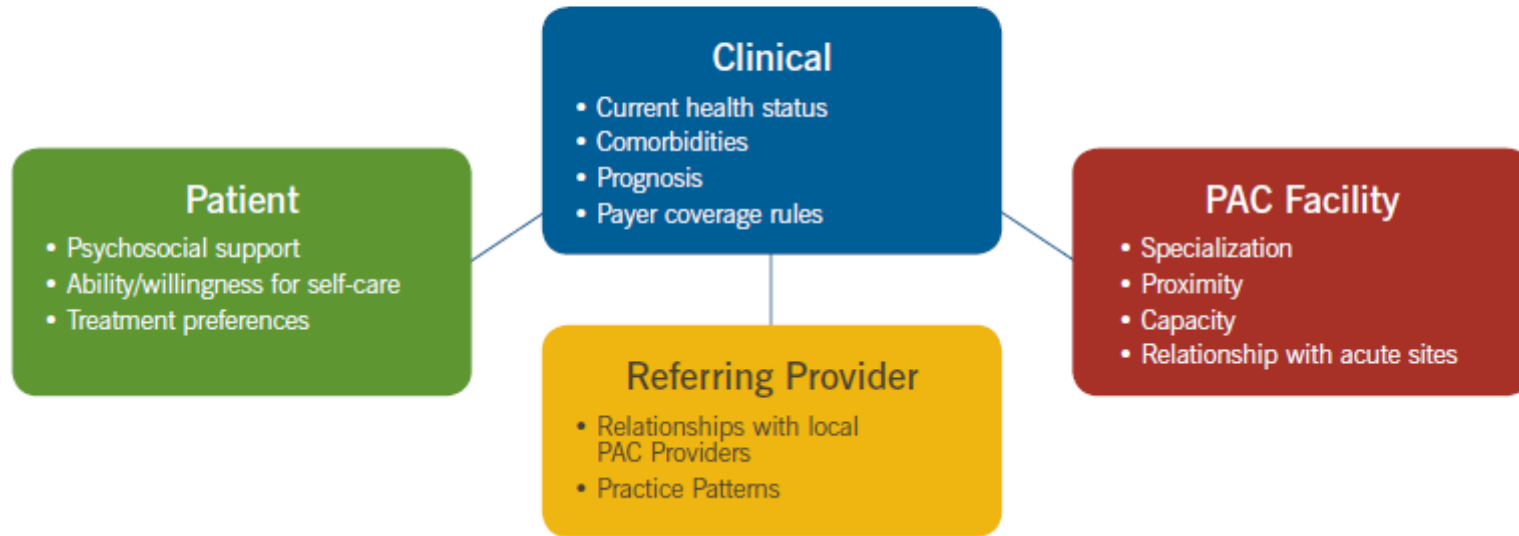 Clinical
• Current health status
• Comorbidities
• Prognosis
• Payer coverage rules
Patient
• Psychosocial support
• Ability/willingness for self-care
• Treatment preferences
PAC Facility
• Specialization
• Proximity
• Capacity
• Relationship with acute sites
Referring Provider
• Relationships with local
PAC Providers
• Practice Patterns